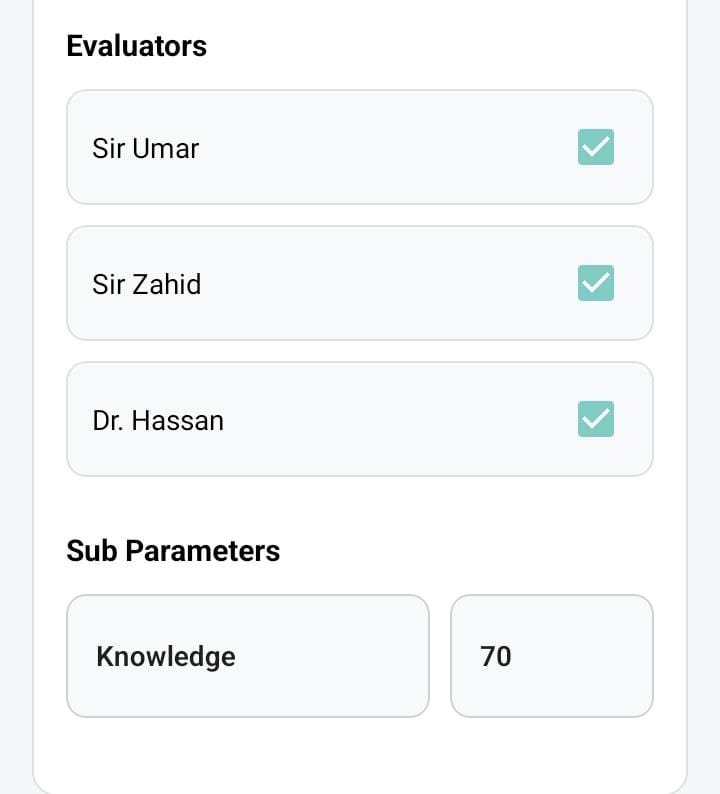 Evaluators
Sir Umar
Sir Zahid
Dr. Hassan
Sub Parameters
Knowledge 70